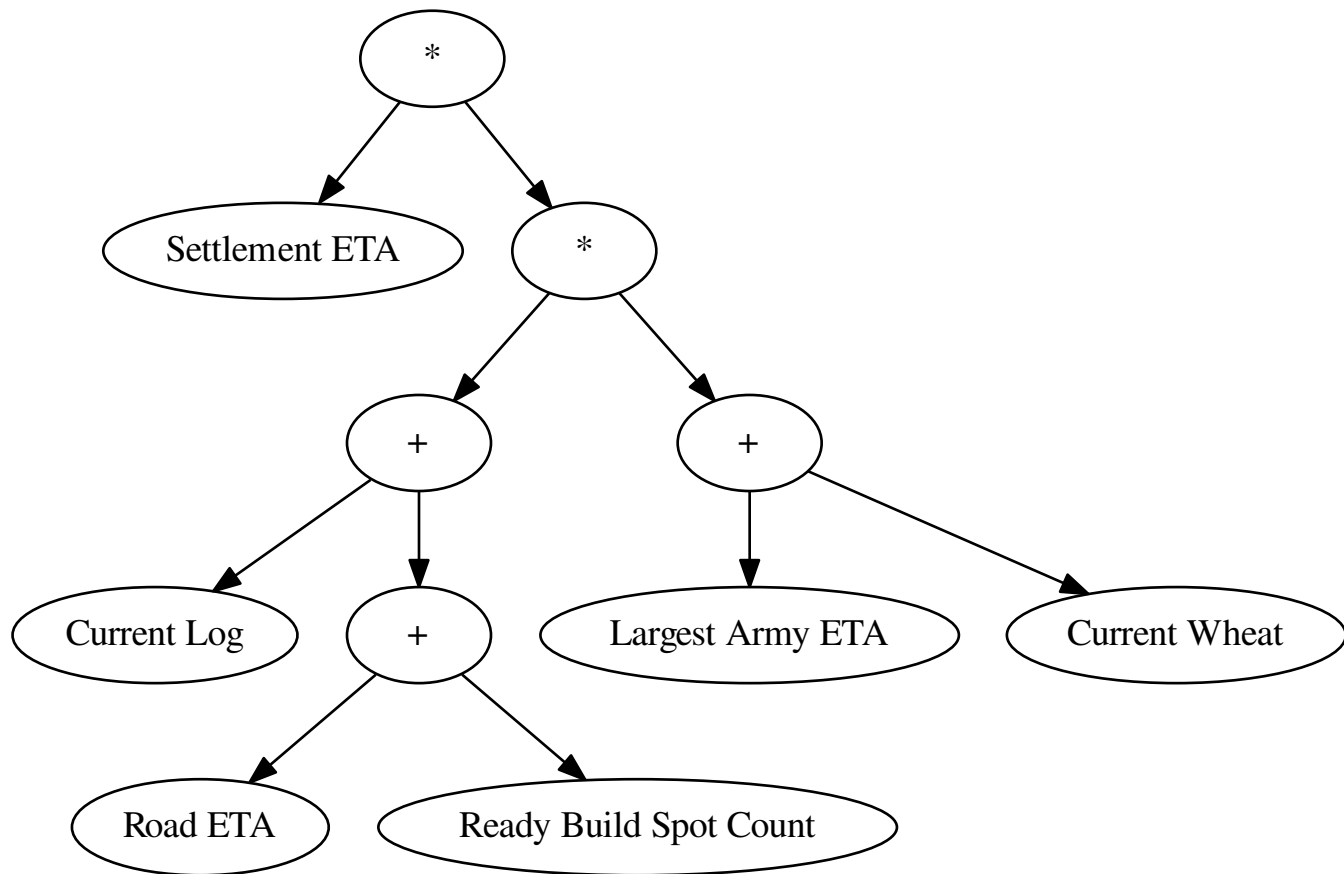 *
Settlement ETA
*
+
+
Current Log
+
Largest Army ETA
Current Wheat
Road ETA
Ready Build Spot Count